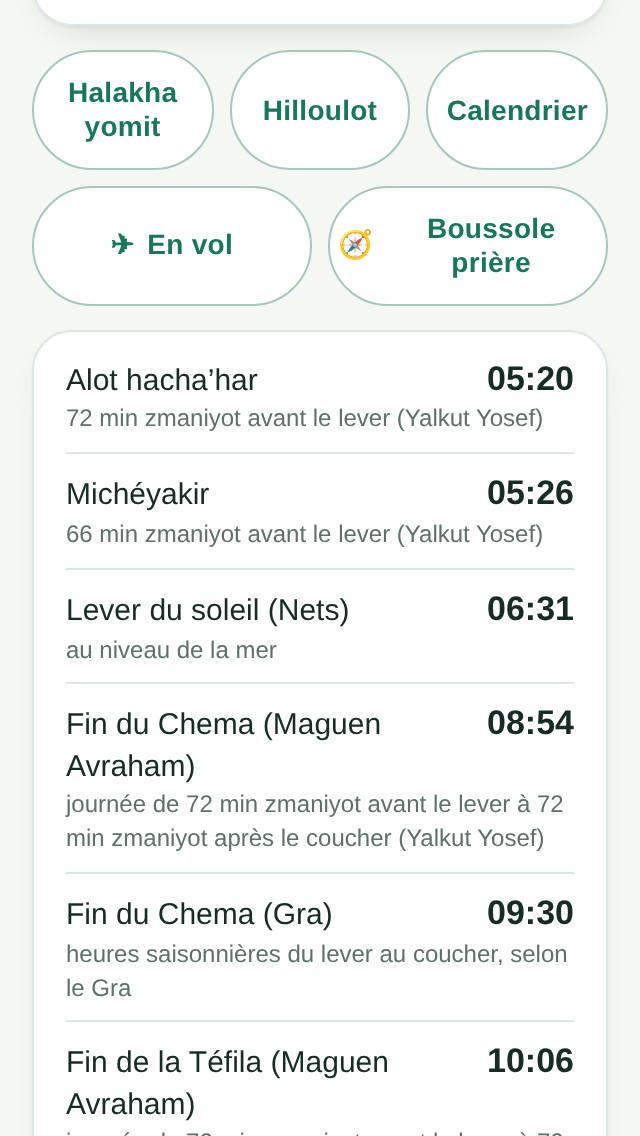 Halakha
yomit
Hilloulot
Calendrier
✈ En vol
🧭 Boussole
prière
Alot hacha’har 05:20
72 min zmaniyot avant le lever (Yalkut Yosef)
Michéyakir 05:26
66 min zmaniyot avant le lever (Yalkut Yosef)
Lever du soleil (Nets) 06:31
au niveau de la mer
Fin du Chema (Maguen 08:54
Avraham)
journée de 72 min zmaniyot avant le lever à 72
min zmaniyot après le coucher (Yalkut Yosef)
Fin du Chema (Gra) 09:30
heures saisonnières du lever au coucher, selon
le Gra
Fin de la Téfila (Maguen 10:06
Avraham)